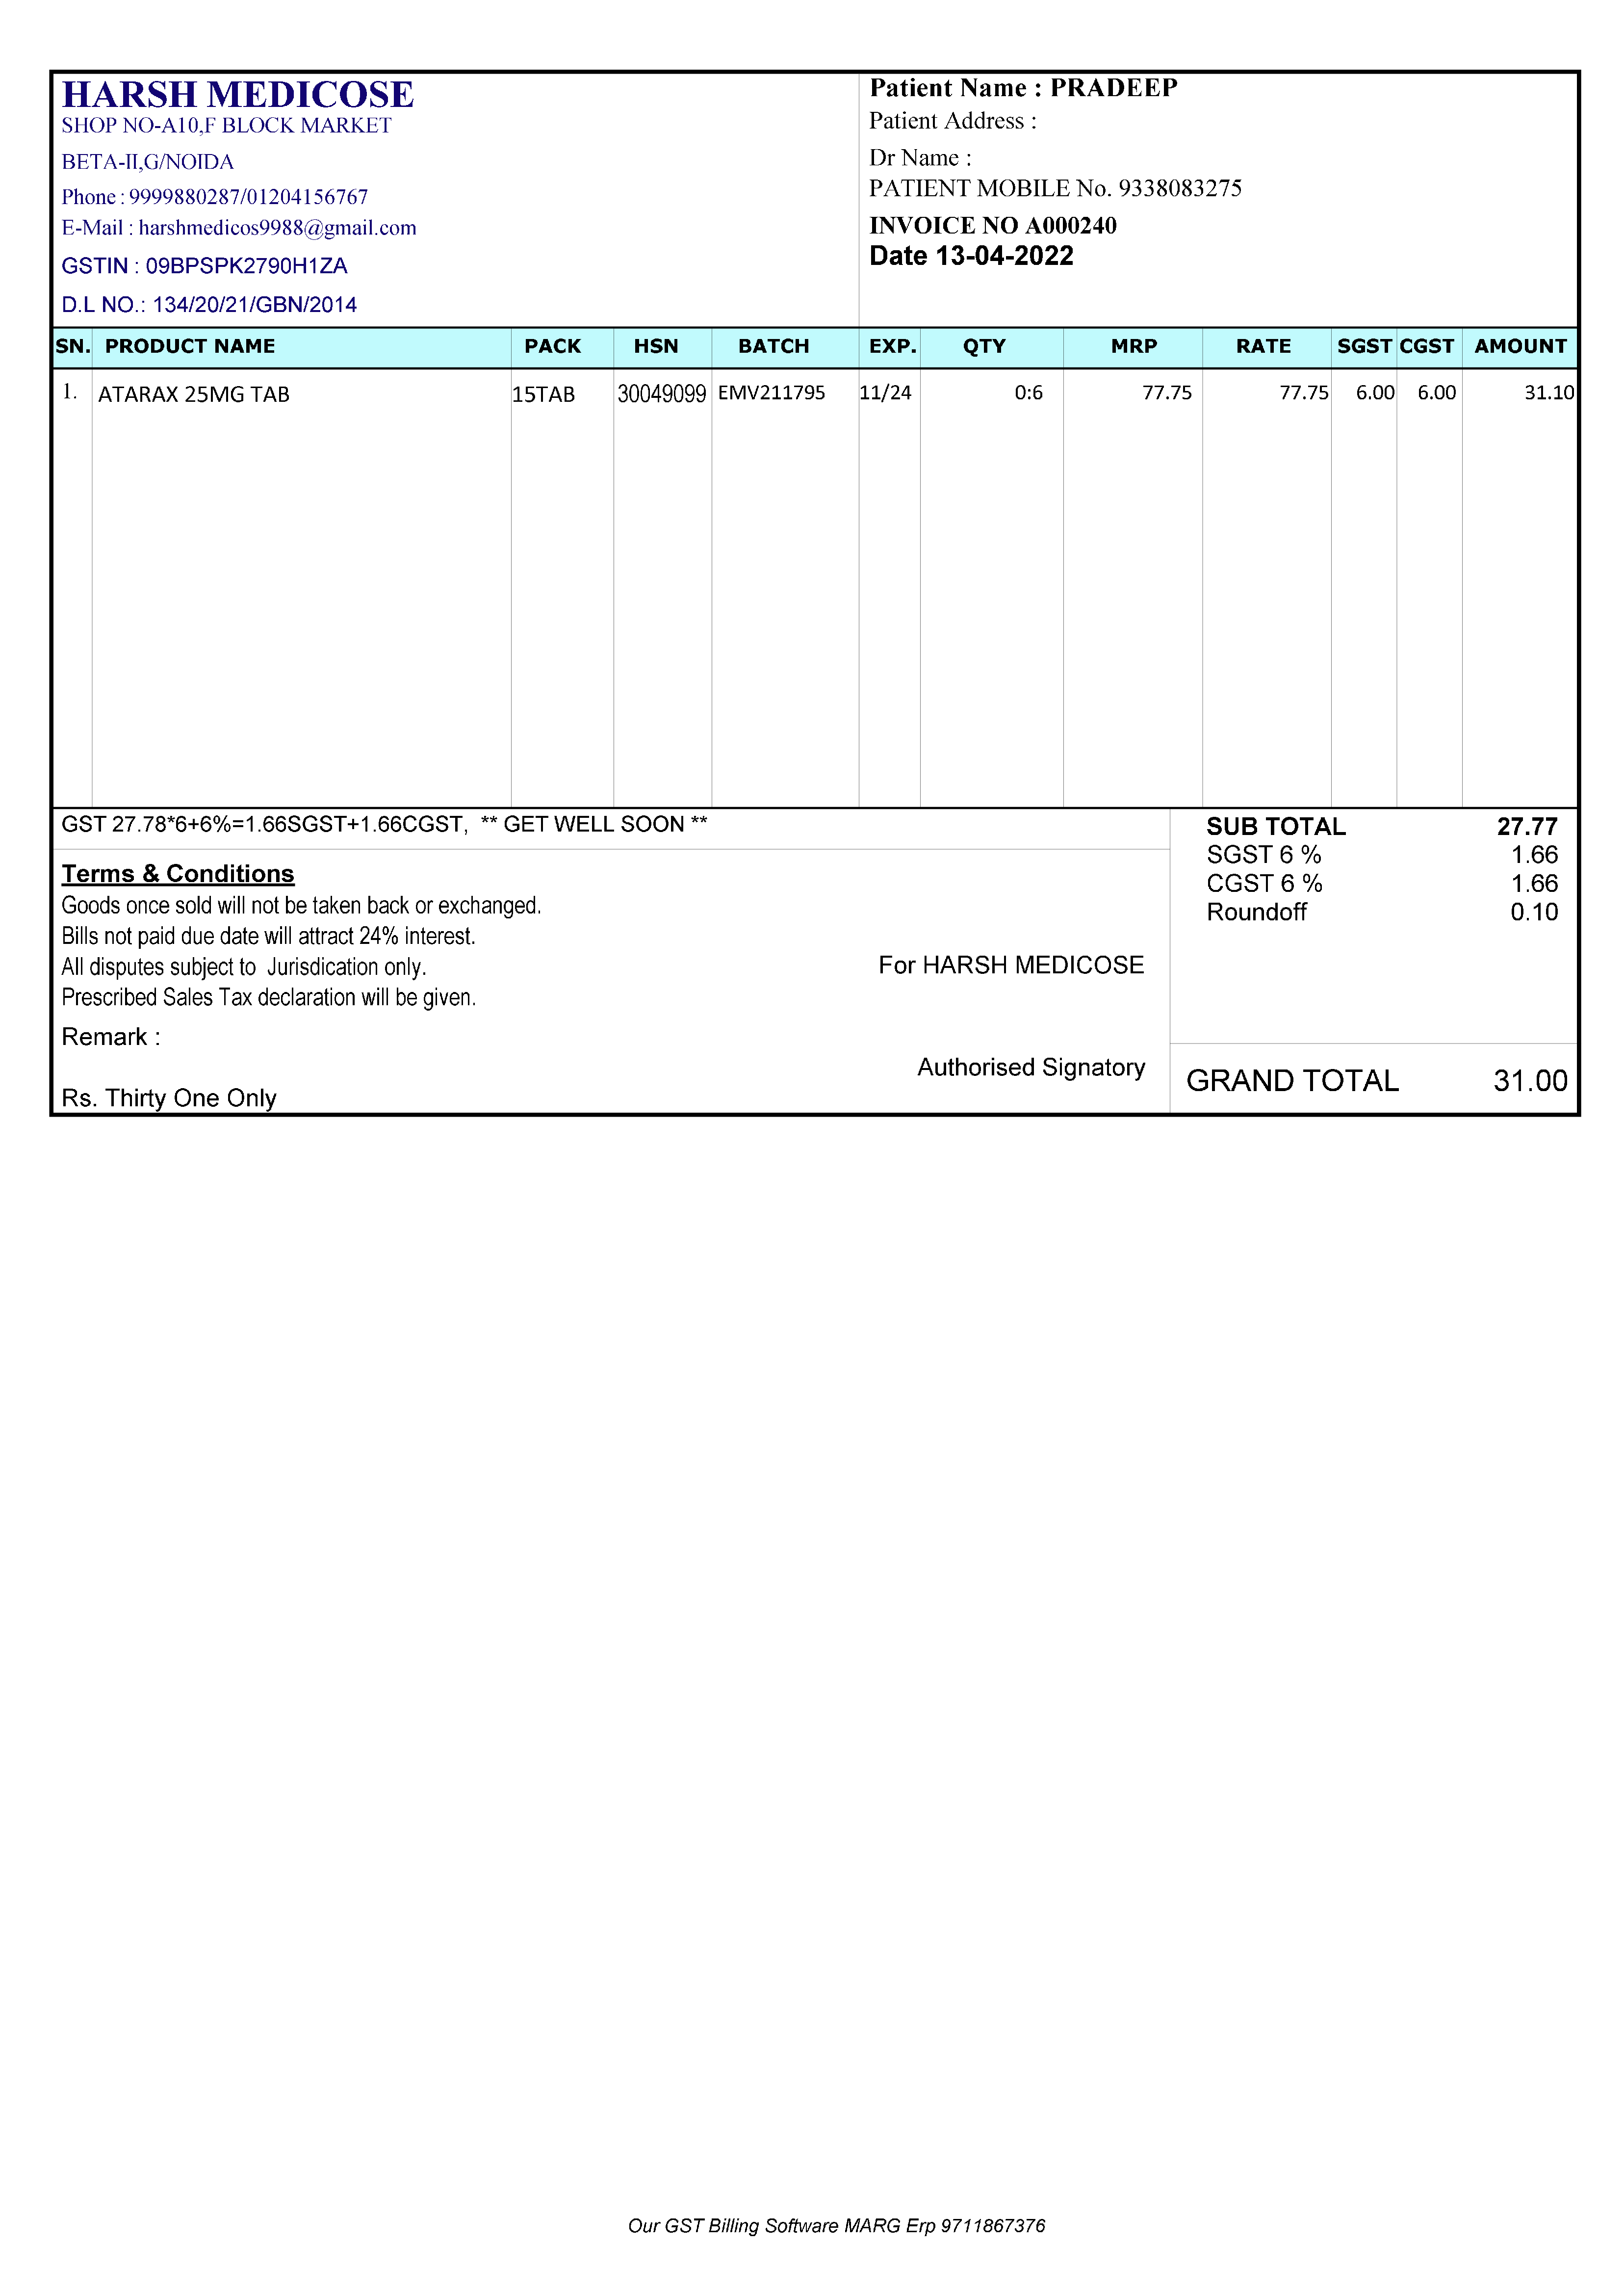 HARSH MEDICOSE
SHOP NO-A10,F BLOCK MARKET
BETA-II,G/NOIDA
Phone : 9999880287/01204156767
E-Mail : harshmedicos9988@gmail.com
GSTIN : 09BPSPK2790H1ZA
D.L NO.: 134/20/21/GBN/2014
Patient Name : PRADEEP
Patient Address :
Dr Name :
PATIENT MOBILE No. 9338083275
INVOICE NO A000240
Date 13-04-2022
SN. PRODUCT NAME PACK HSN BATCH EXP. QTY MRP RATE SGST CGST AMOUNT
1. ATARAX 25MG TAB 15TAB 30049099 EMV211795 11/24 0:6 77.75 77.75 6.00 6.00 31.10
GST 27.78*6+6%=1.66SGST+1.66CGST, ** GET WELL SOON **
Terms & Conditions
Goods once sold will not be taken back or exchanged.
Bills not paid due date will attract 24% interest.
All disputes subject to Jurisdication only.
Prescribed Sales Tax declaration will be given.
Remark :
Rs. Thirty One Only
For HARSH MEDICOSE
Authorised Signatory
SUB TOTAL 27.77
SGST 6 % 1.66
CGST 6 % 1.66
Roundoff 0.10
GRAND TOTAL 31.00
Our GST Billing Software MARG Erp 9711867376